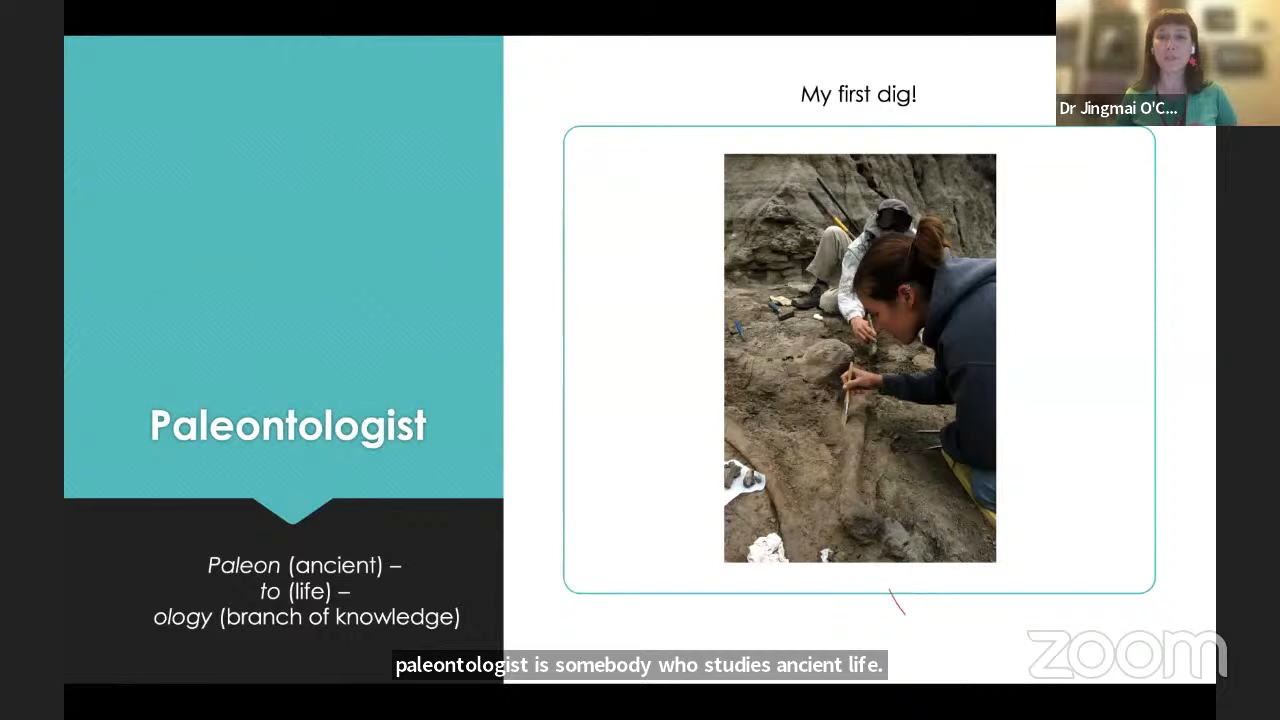 My first dig!
Dr Jingmai O'C...
Paleontologist
Paleon (ancient) –
to (life) –
ology (branch of knowledge)
paleontologist is somebody who studies ancient life.
zoom